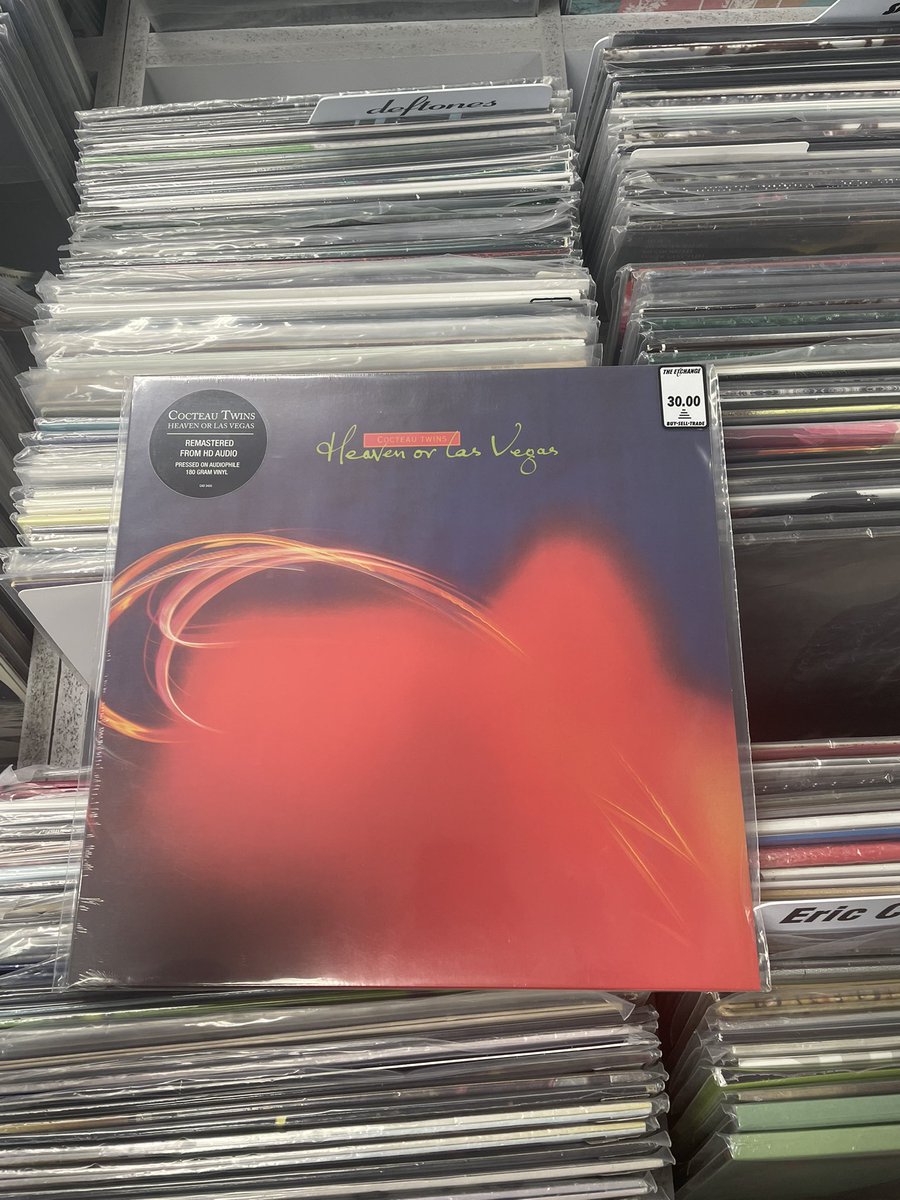 deftones
THE EXCHANGE
30.00
BUY-SELL-TRADE
COCTEAU TWINS
HEAVEN OR LAS VEGAS
REMASTERED
FROM HD AUDIO
PRESSED ON AUDIOPHILE
180 GRAM VINYL
COCTEAU TWINS
Heaven or Las Vegas
Eric C